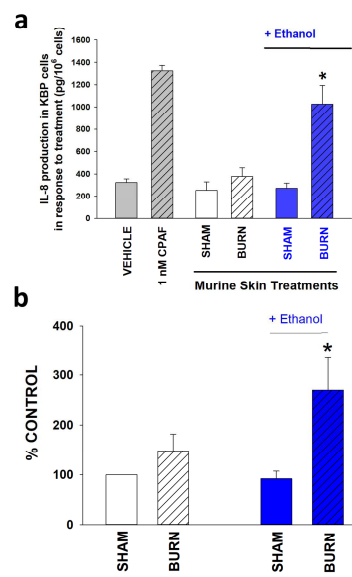 a
+ Ethanol
*
IL-8 production in KBP cells
in response to treatment (pg/10⁶ cells)
1600
1400
1200
1000
800
600
400
200
0
VEHICLE
1 nM CPAF
SHAM
BURN
SHAM
BURN
Murine Skin Treatments
b
+ Ethanol
*
% CONTROL
400
300
200
100
0
SHAM
BURN
SHAM
BURN